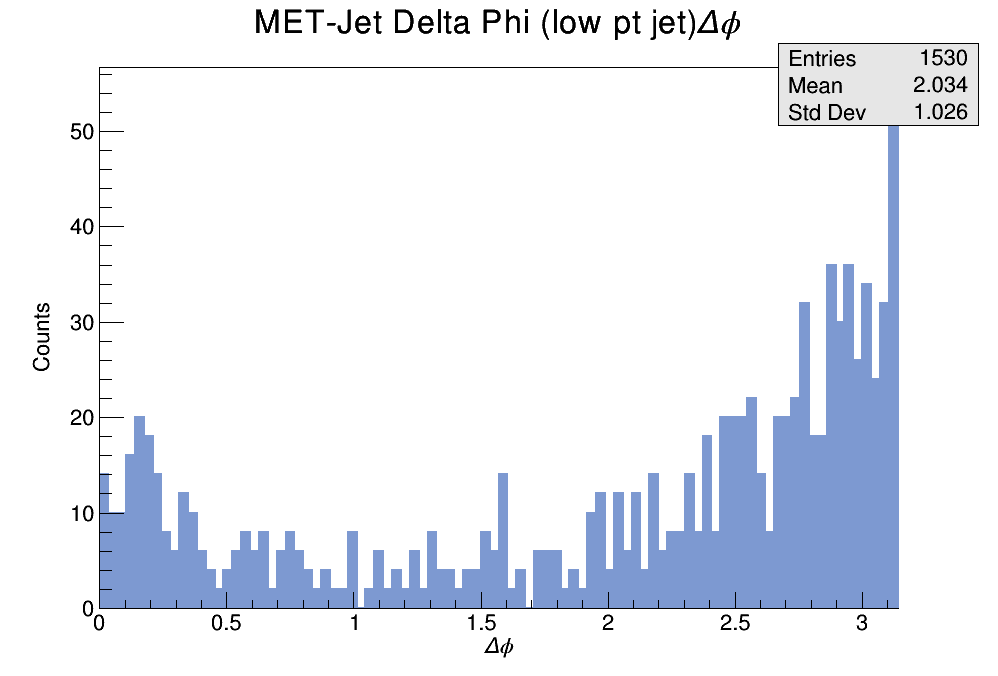 MET-Jet Delta Phi (low pt jet)Δϕ
Entries 1530
Mean 2.034
Std Dev 1.026
50
40
30
20
10
0
Counts
0 0.5 1 1.5 2 2.5 3
Δϕ